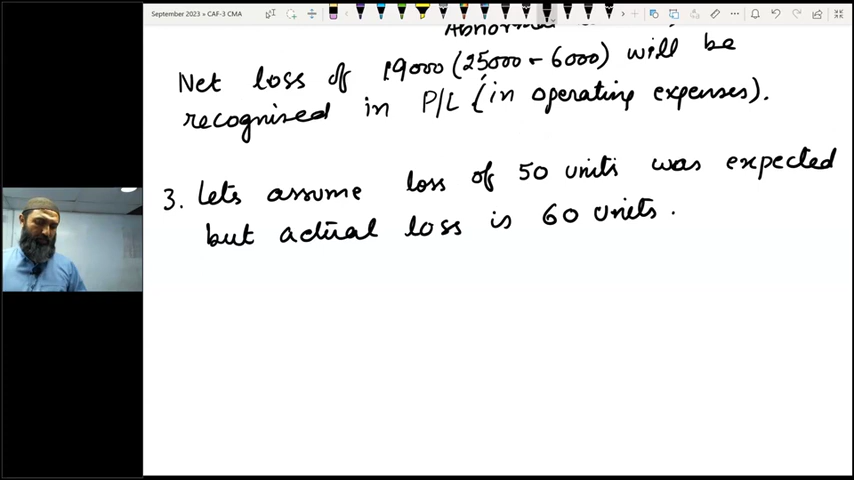 September 2023 » CAF-3 CMA
Abnormal
Net loss of 19000 (25000 - 6000) will be
recognised in P/L (in operating expenses).
3. Lets assume loss of 50 units was expected
but actual loss is 60 units.